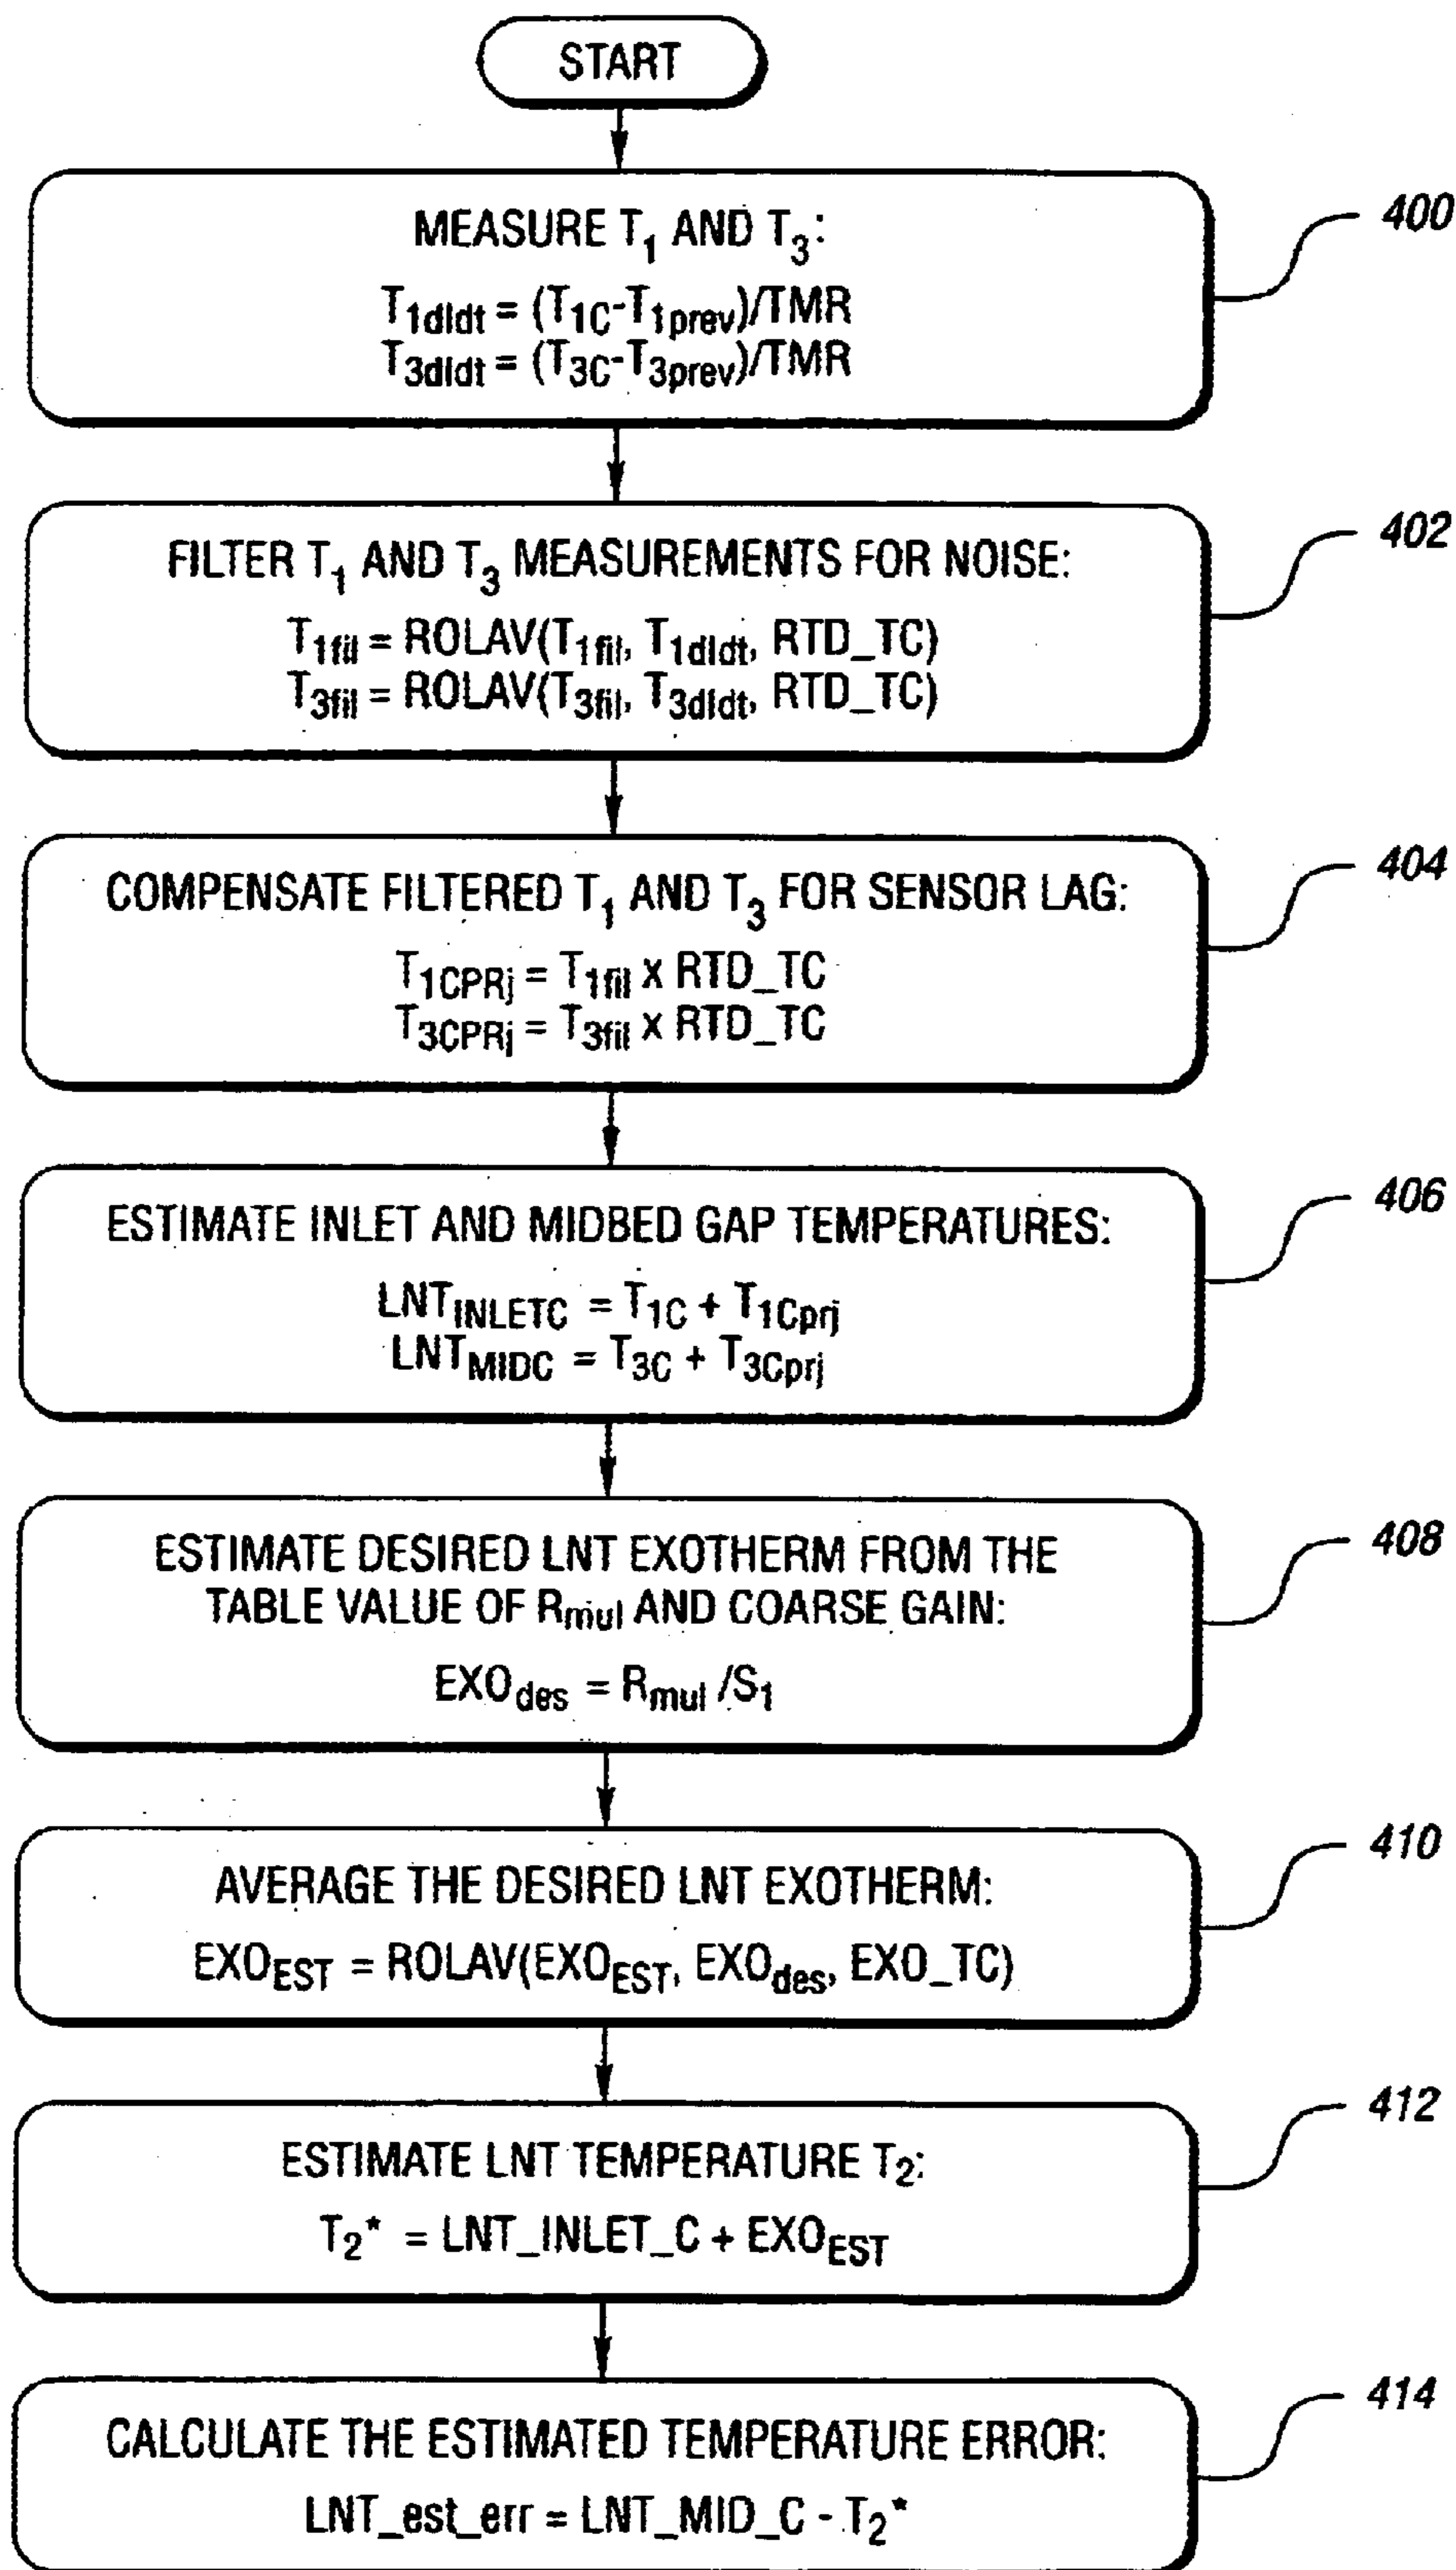 START
MEASURE T₁ AND T₃:
T₁dldt = (T₁C-T₁prev)/TMR
T₃dldt = (T₃C-T₃prev)/TMR
400
FILTER T₁ AND T₃ MEASUREMENTS FOR NOISE:
T₁fil = ROLAV(T₁fil, T₁dldt, RTD_TC)
T₃fil = ROLAV(T₃fil, T₃dldt, RTD_TC)
402
COMPENSATE FILTERED T₁ AND T₃ FOR SENSOR LAG:
T₁CPRj = T₁fil x RTD_TC
T₃CPRj = T₃fil x RTD_TC
404
ESTIMATE INLET AND MIDBED GAP TEMPERATURES:
LNTINLETC = T₁C + T₁Cprj
LNTMIDC = T₃C + T₃Cprj
406
ESTIMATE DESIRED LNT EXOTHERM FROM THE
TABLE VALUE OF Rmul AND COARSE GAIN:
EXOdes = Rmul /S₁
408
AVERAGE THE DESIRED LNT EXOTHERM:
EXOEST = ROLAV(EXOEST, EXOdes, EXO_TC)
410
ESTIMATE LNT TEMPERATURE T₂:
T₂* = LNT_INLET_C + EXOEST
412
CALCULATE THE ESTIMATED TEMPERATURE ERROR:
LNT_est_err = LNT_MID_C - T₂*
414